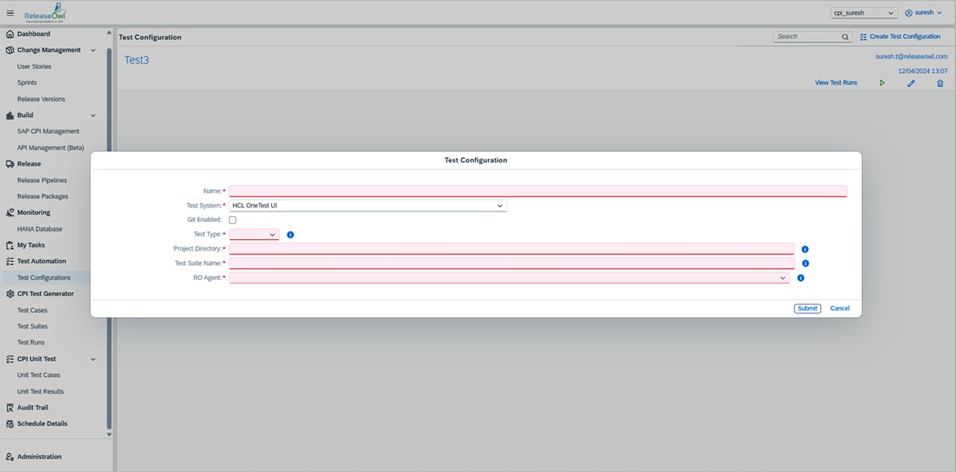 ReleaseOwl
cpi_suresh
suresh
Dashboard
Change Management
User Stories
Sprints
Release Versions
Build
SAP CPI Management
API Management (Beta)
Release
Release Pipelines
Release Packages
Monitoring
HANA Database
My Tasks
Test Automation
Test Configurations
CPI Test Generator
Test Cases
Test Suites
Test Runs
CPI Unit Test
Unit Test Cases
Unit Test Results
Audit Trail
Schedule Details
Administration
Test Configuration
Search
Create Test Configuration
Test3
suresh.t@releaseowl.com
12/04/2024 13:07
View Test Runs
Test Configuration
Name:*
Test System:* HCL OneTest UI
Git Enabled:
Test Type:*
Project Directory:*
Test Suite Name:*
RO Agent:*
Submit
Cancel